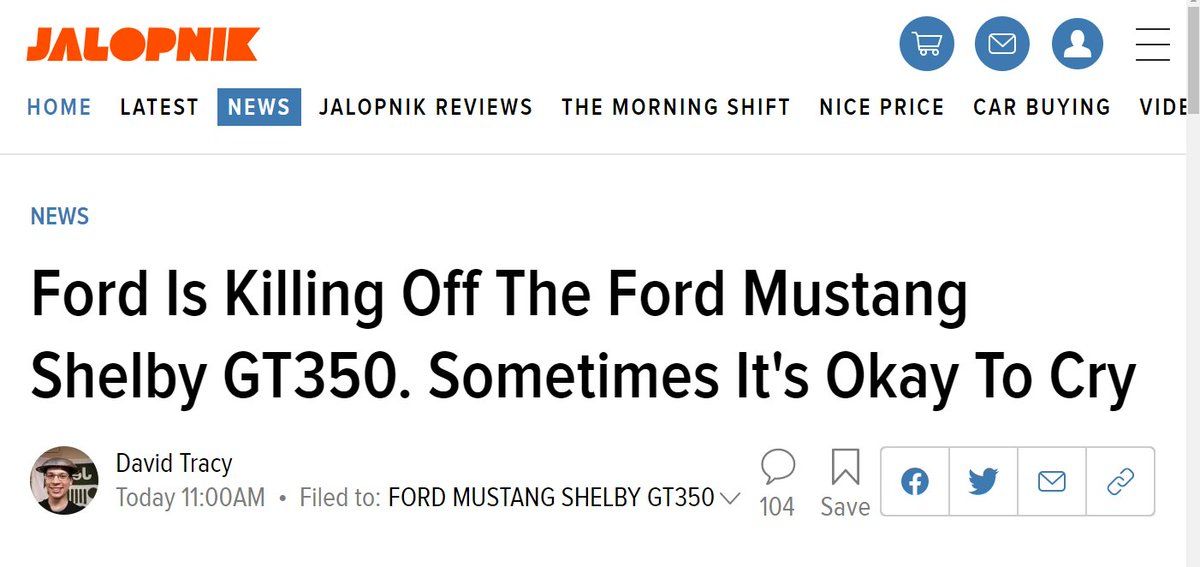 JALOPNIK
HOME LATEST NEWS JALOPNIK REVIEWS THE MORNING SHIFT NICE PRICE CAR BUYING VIDE
NEWS
Ford Is Killing Off The Ford Mustang
Shelby GT350. Sometimes It's Okay To Cry
David Tracy
Today 11:00AM • Filed to: FORD MUSTANG SHELBY GT350
104
Save